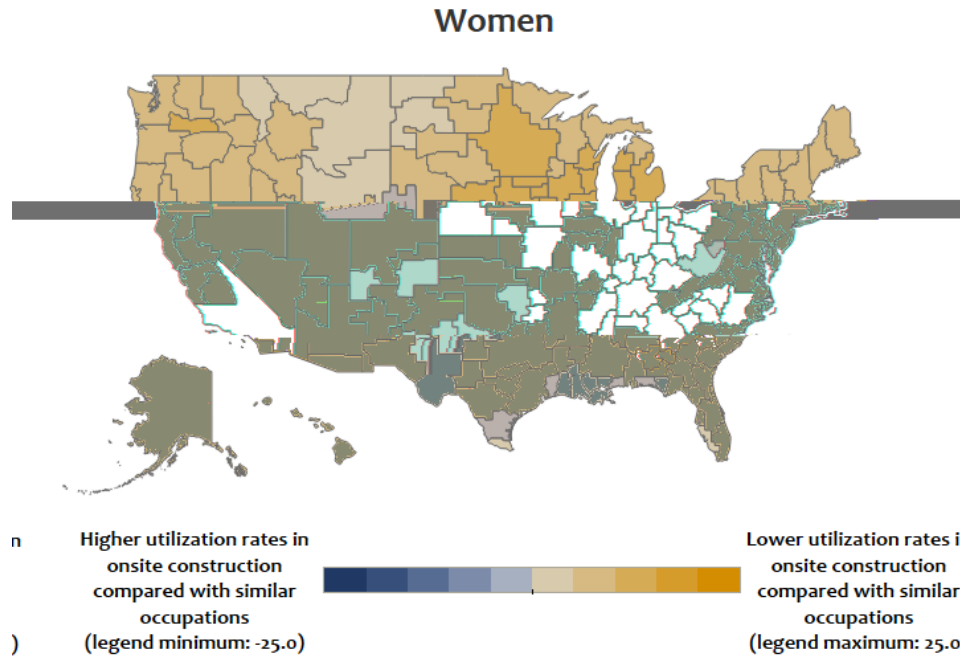 Women
n
Higher utilization rates in
onsite construction
compared with similar
occupations
(legend minimum: -25.0)
)
Lower utilization rates i
onsite construction
compared with similar
occupations
(legend maximum: 25.0